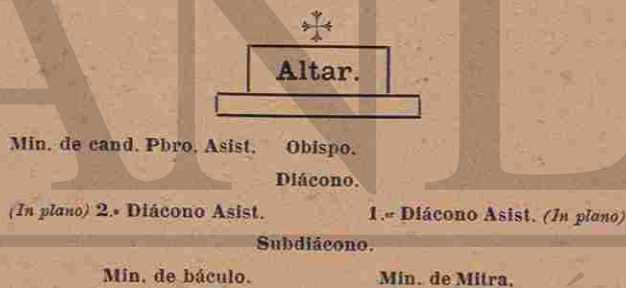 Altar.
Min. de cand. Pbro. Asist. Obispo.
Diácono.
(In plano) 2.º Diácono Asist. 1.er Diácono Asist. (In plano)
Subdiácono.
Min. de báculo. Min. de Mitra.